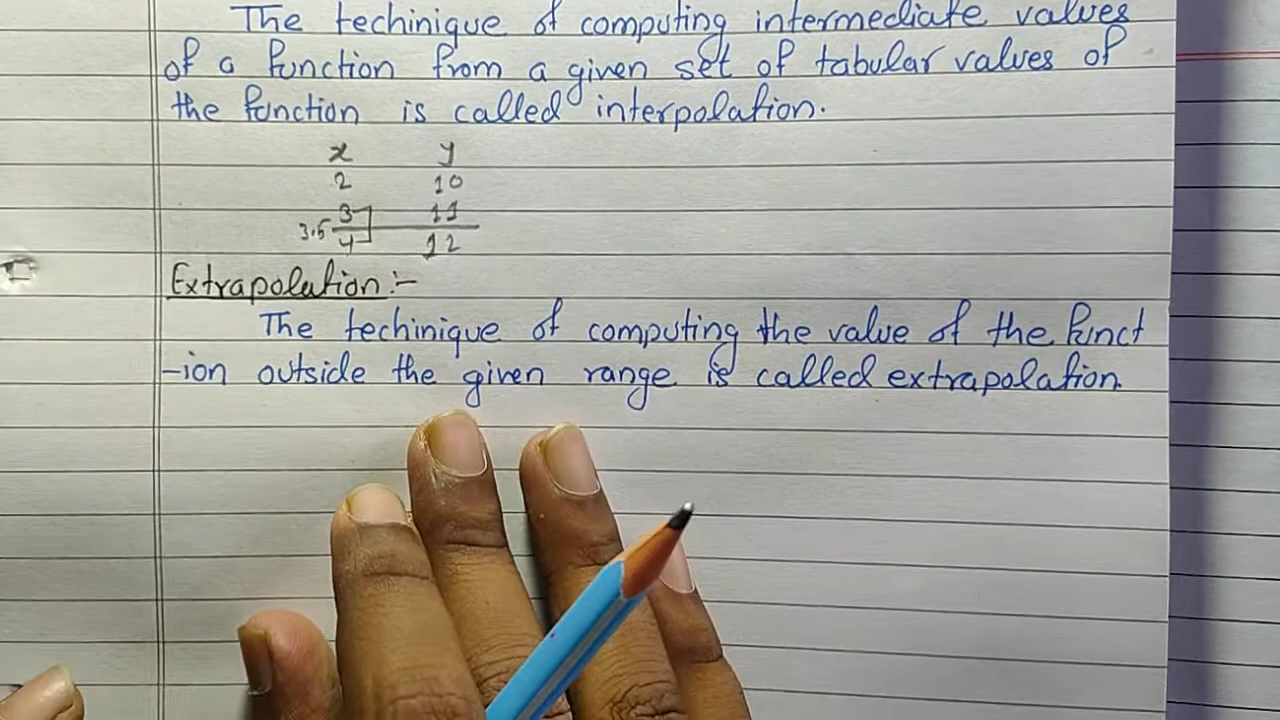 The techinique of computing intermediate values
of a function from a given set of tabular values of
the function is called interpolation.
x y
2 10
3 11
3.5
4 12
Extrapolation :-
The techinique of computing the value of the funct
-ion outside the given range is called extrapolation.